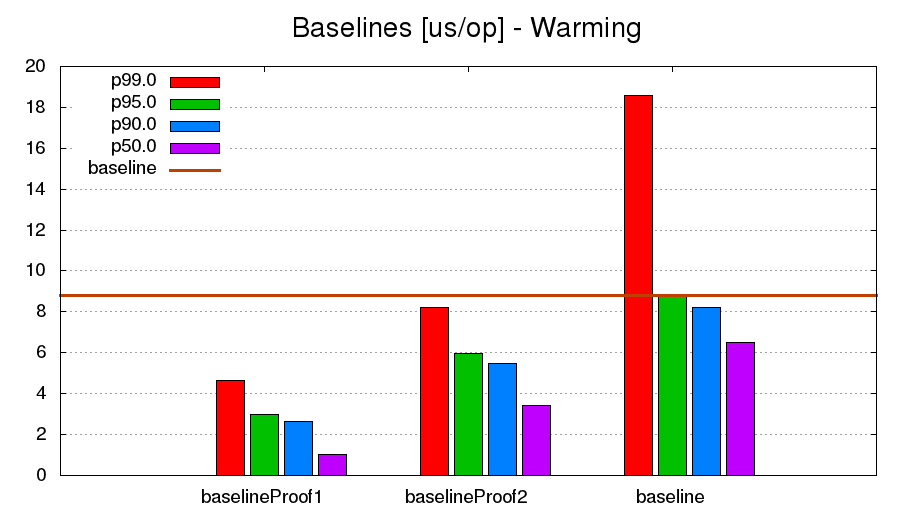 Baselines [us/op] - Warming
20
18
16
14
12
10
8
6
4
2
0
p99.0
p95.0
p90.0
p50.0
baseline
baselineProof1 baselineProof2 baseline